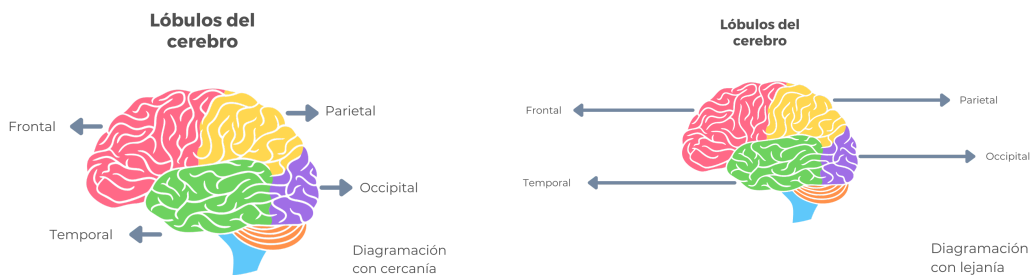 Lóbulos del
cerebro
Frontal
Parietal
Occipital
Temporal
Diagramación
con cercanía
Lóbulos del
cerebro
Frontal
Parietal
Occipital
Temporal
Diagramación
con lejanía